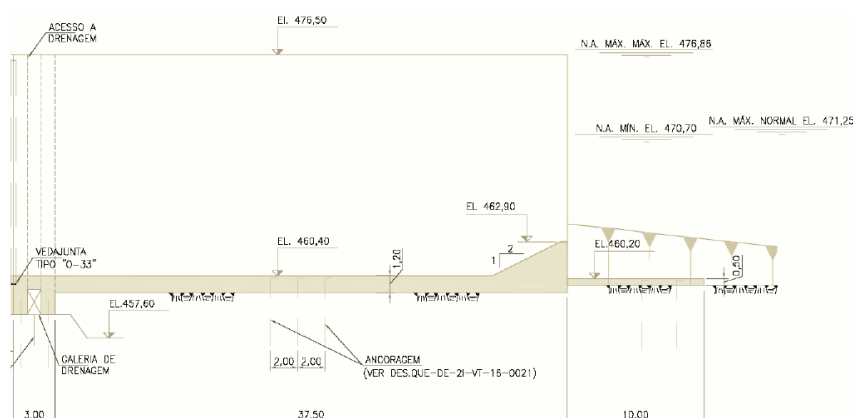 ACESSO A
DRENAGEM
El. 476,50
N.A. MÁX. MÁX. EL. 476,86
N.A. MÍN. EL. 470,70
N.A. MÁX. NORMAL EL. 471,25
EL 462,90
2
1
VEDAJUNTA
TIPO "O-33"
EL. 460,40
1,20
EL.460,20
0,50
EL.457,60
GALERIA DE
DRENAGEM
2,00
2,00
ANCORAGEM
(VER DES.QUE-DE-21-VT-16-0021)
3,00
37,50
10,00